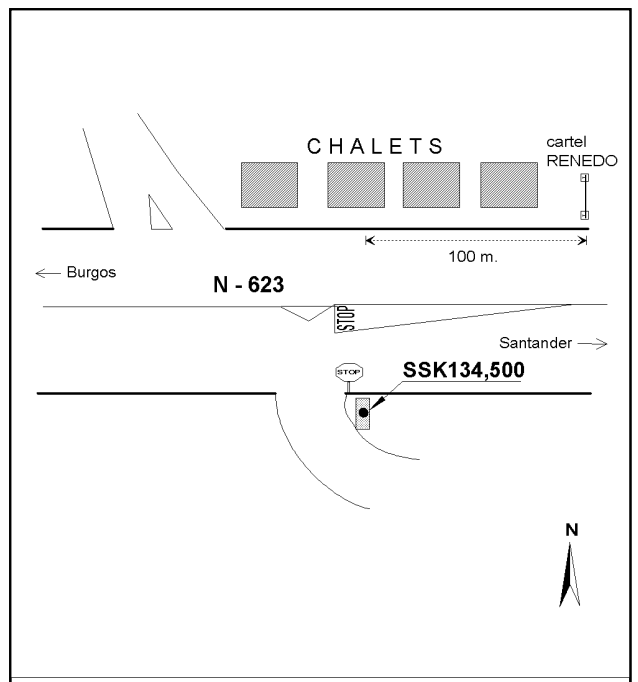 CHALETS
cartel
RENEDO
100 m.
← Burgos
N - 623
STOP
Santander →
STOP
SSK134,500
N